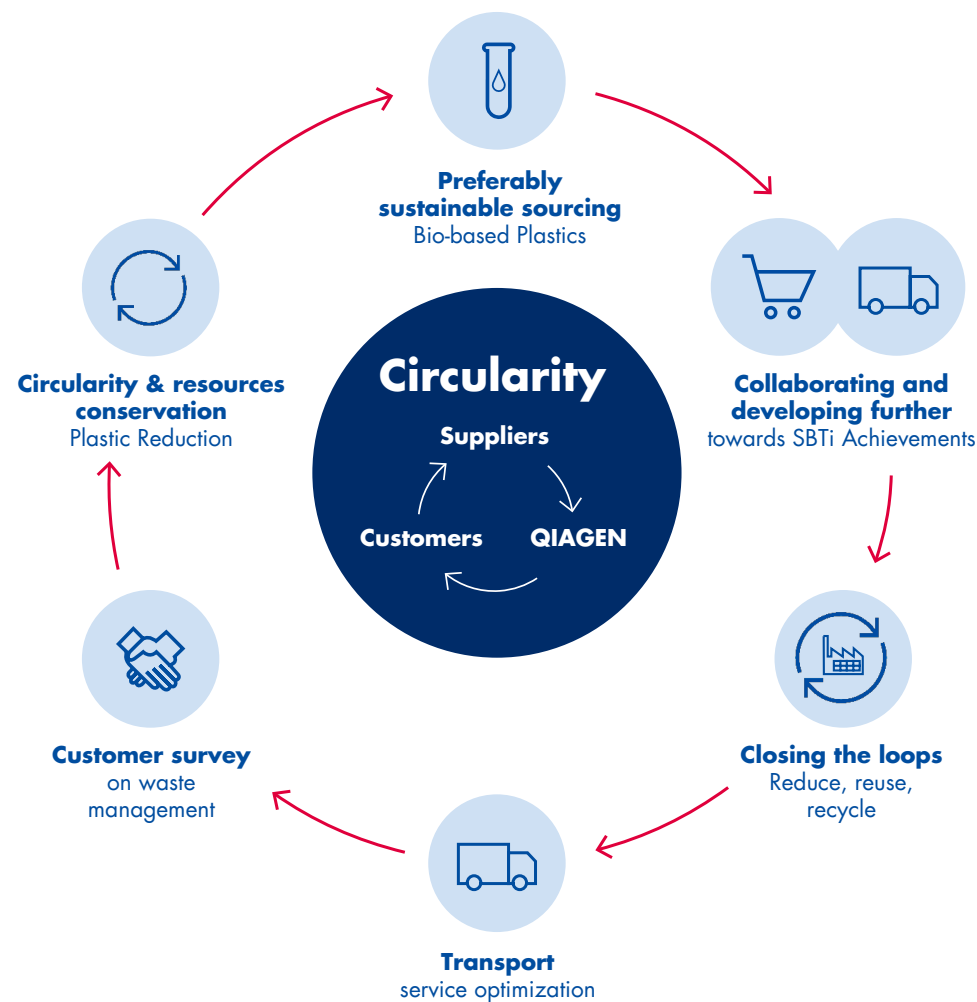 Preferably
sustainable sourcing
Bio-based Plastics
Collaborating and
developing further
towards SBTi Achievements
Closing the loops
Reduce, reuse,
recycle
Transport
service optimization
Customer survey
on waste
management
Circularity & resources
conservation
Plastic Reduction
Circularity
Suppliers
QIAGEN
Customers